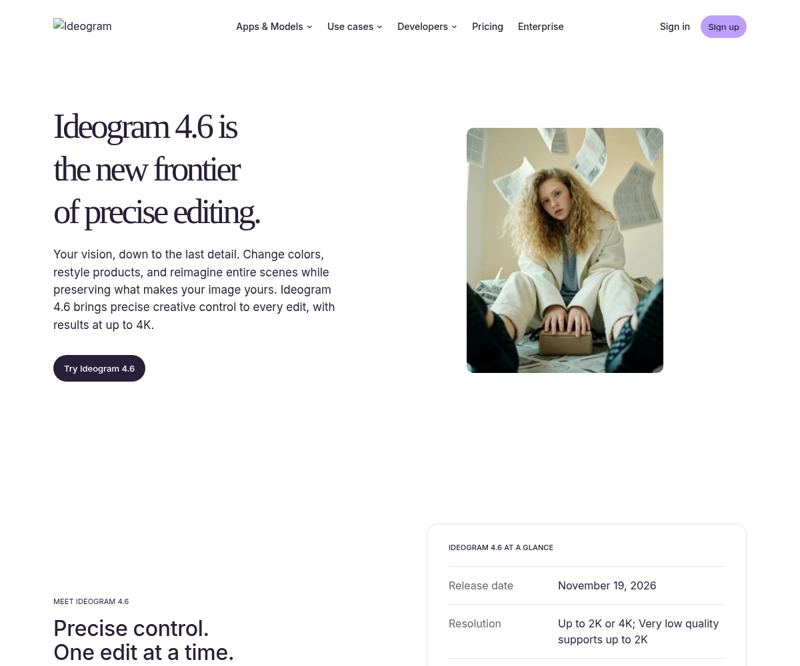 Ideogram
Apps & Models
Use cases
Developers
Pricing
Enterprise
Sign in
Sign up
Ideogram 4.6 is
the new frontier
of precise editing.
Your vision, down to the last detail. Change colors,
restyle products, and reimagine entire scenes while
preserving what makes your image yours. Ideogram
4.6 brings precise creative control to every edit, with
results at up to 4K.
Try Ideogram 4.6
MEET IDEOGRAM 4.6
Precise control.
One edit at a time.
IDEOGRAM 4.6 AT A GLANCE
Release date
November 19, 2026
Resolution
Up to 2K or 4K; Very low quality
supports up to 2K